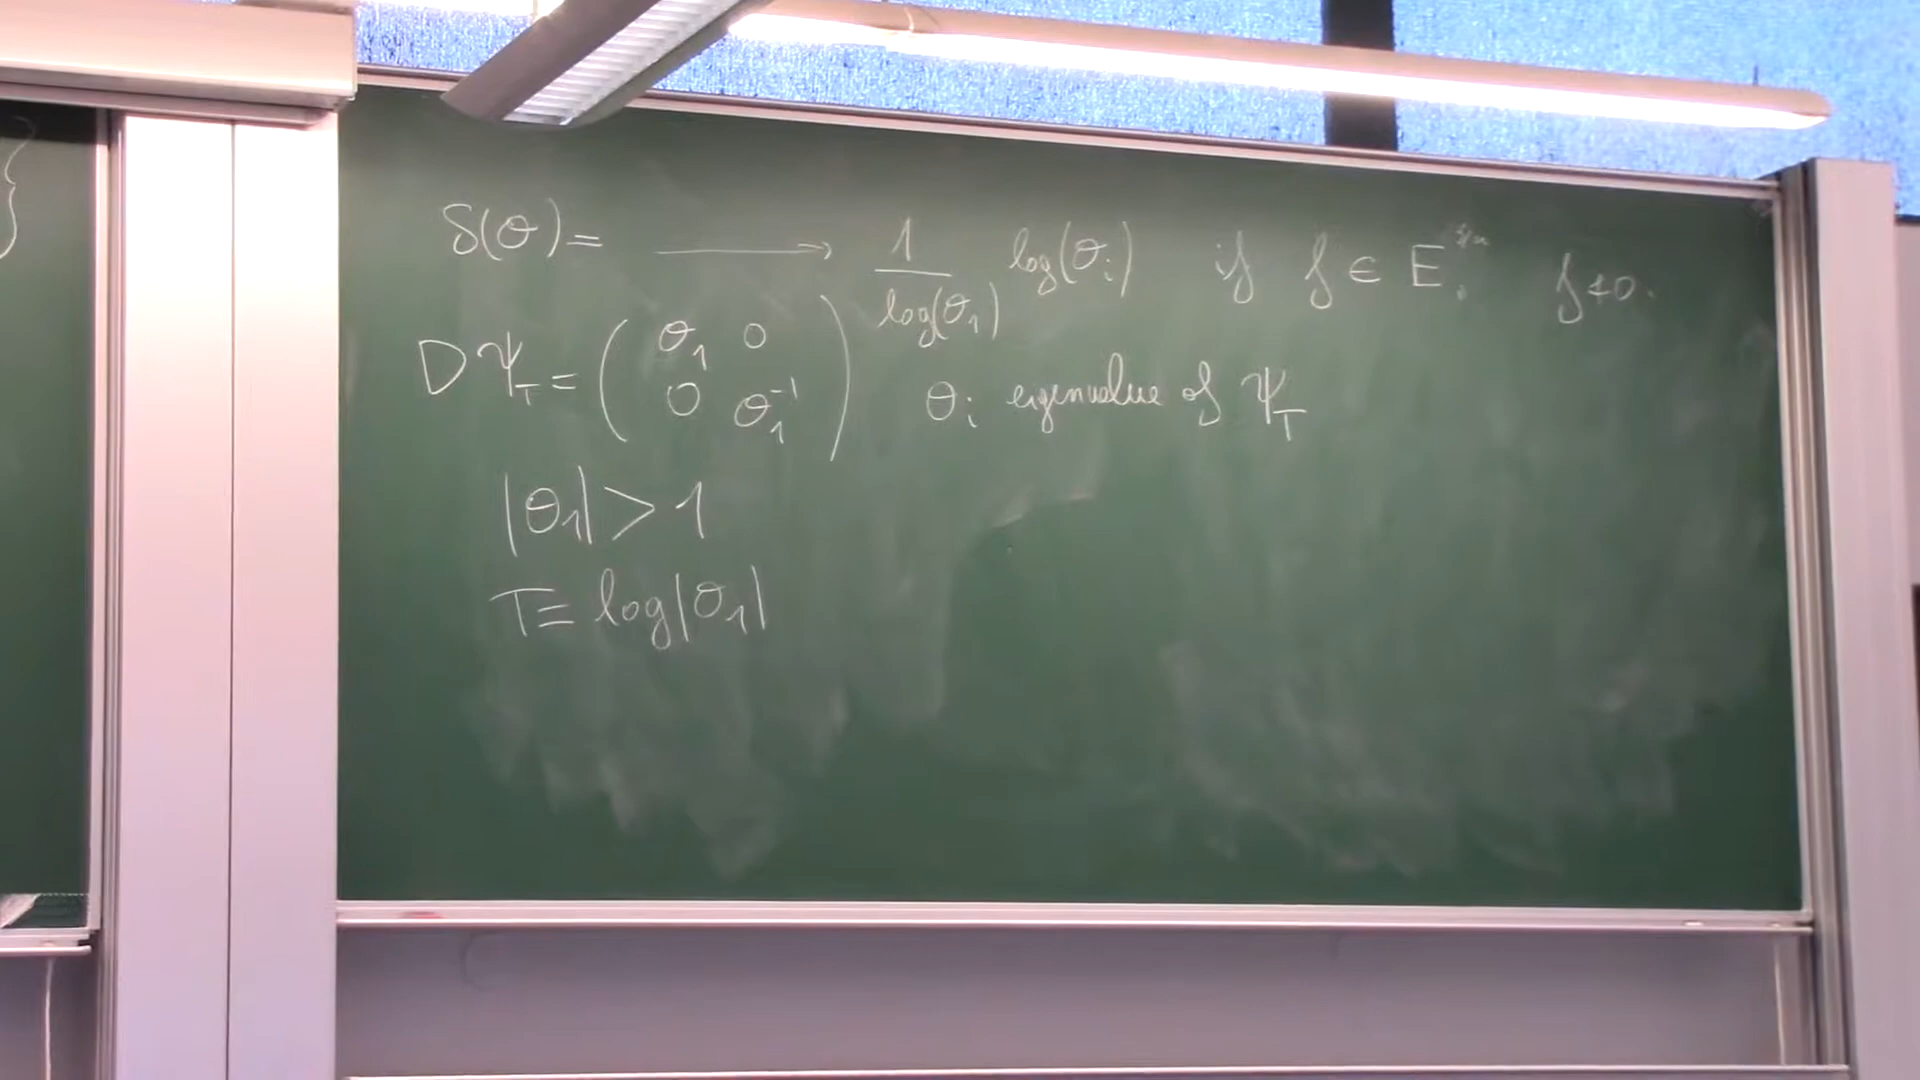 δ(θ) = ⟶ 1/log(θ₁) log(θᵢ) if f ∈ Eᵢ f ≠ 0.
Dψ_T = ( θ₁ 0 ; 0 θ₁⁻¹ ) θᵢ eigenvalue of ψ_T
|θ₁| > 1
T = log|θ₁|